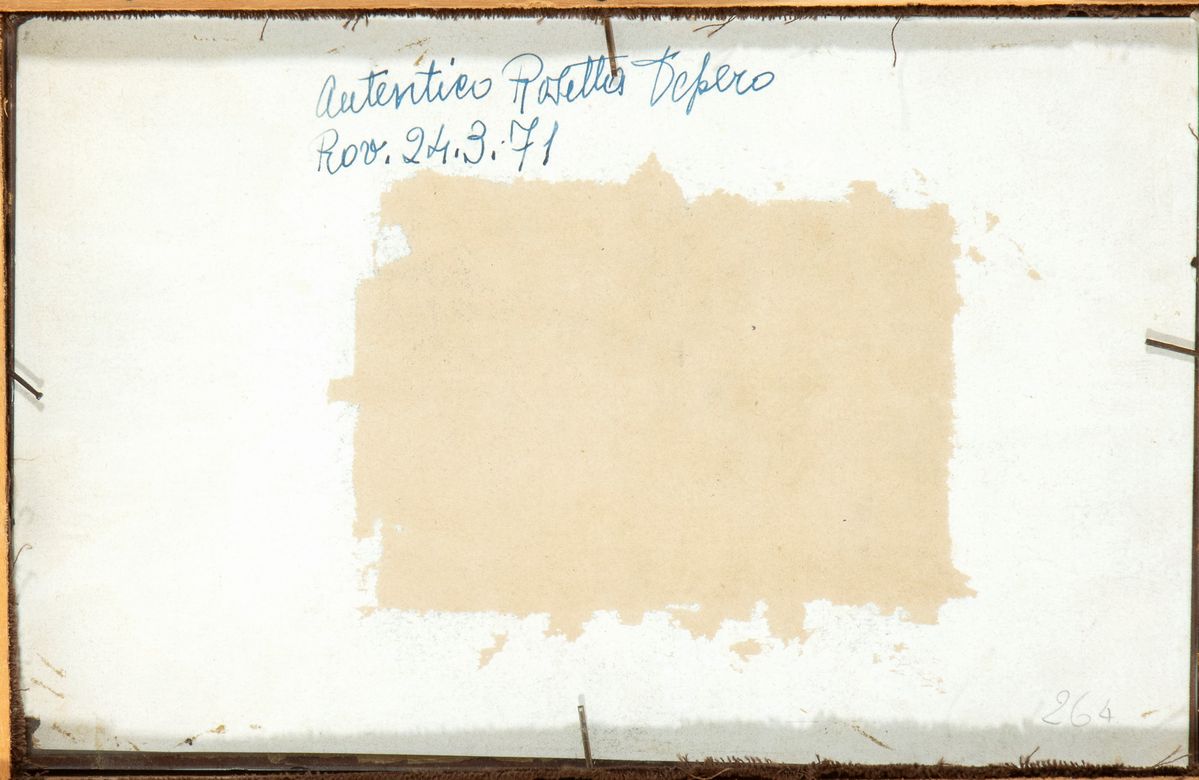 Autentico Rosetta Depero
Rov. 24.3.71
264